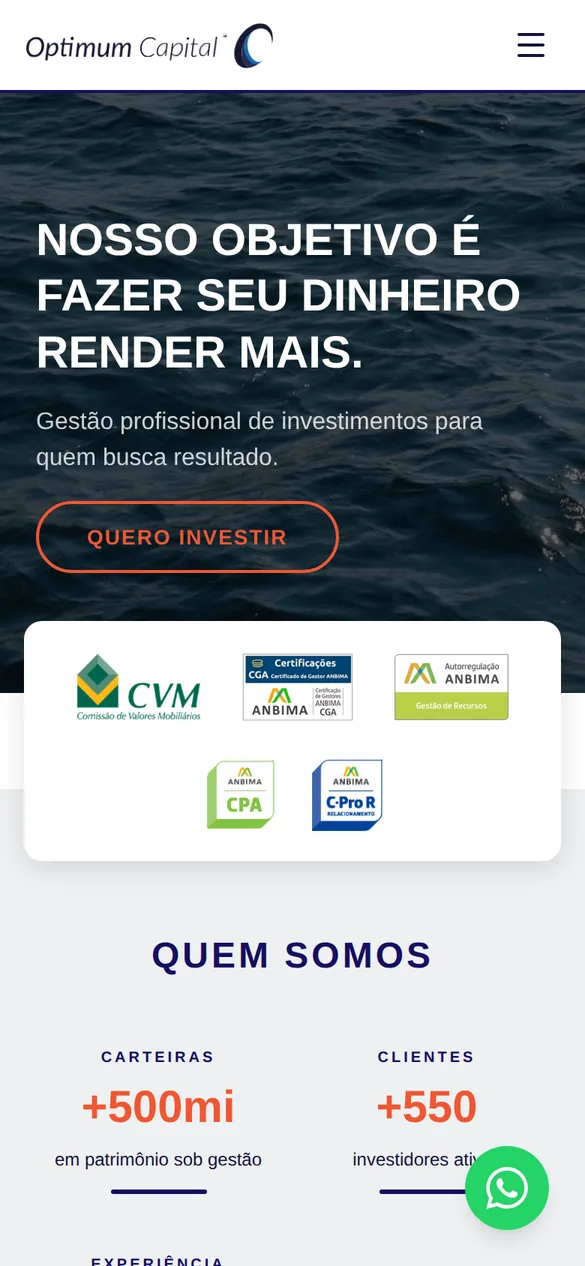 Optimum Capital
NOSSO OBJETIVO É
FAZER SEU DINHEIRO
RENDER MAIS.
Gestão profissional de investimentos para
quem busca resultado.
QUERO INVESTIR
CVM
Comissão de Valores Mobiliários
Certificações
CGA Certificado de Gestor ANBIMA
ANBIMA
Certificação
de Gestores
ANBIMA
CGA
Autorregulação
ANBIMA
Gestão de Recursos
ANBIMA
CPA
ANBIMA
C-Pro R
RELACIONAMENTO
QUEM SOMOS
CARTEIRAS
+500mi
em patrimônio sob gestão
CLIENTES
+550
investidores ativ
EXPERIÊNCIA